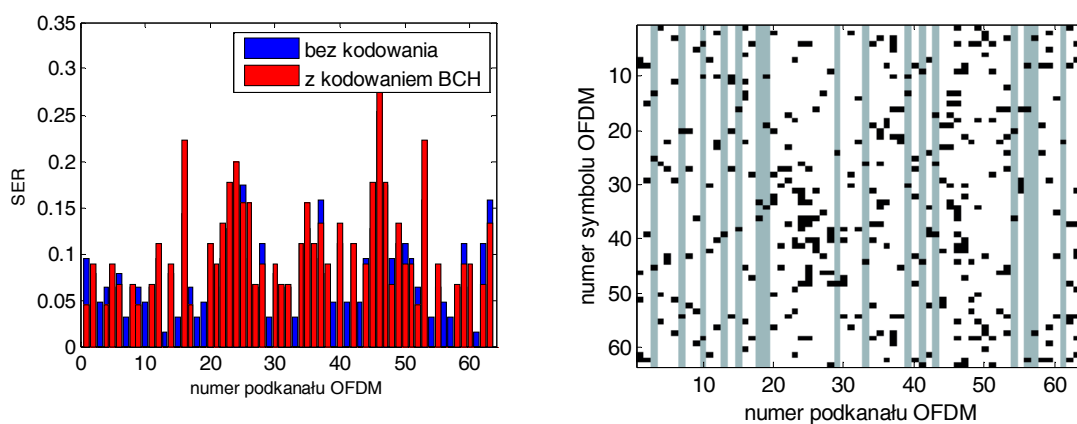 0.35
0.3
0.25
0.2
0.15
0.1
0.05
0
SER
bez kodowania
z kodowaniem BCH
0 10 20 30 40 50 60
numer podkanału OFDM
numer symbolu OFDM
10
20
30
40
50
60
10 20 30 40 50 60
numer podkanału OFDM